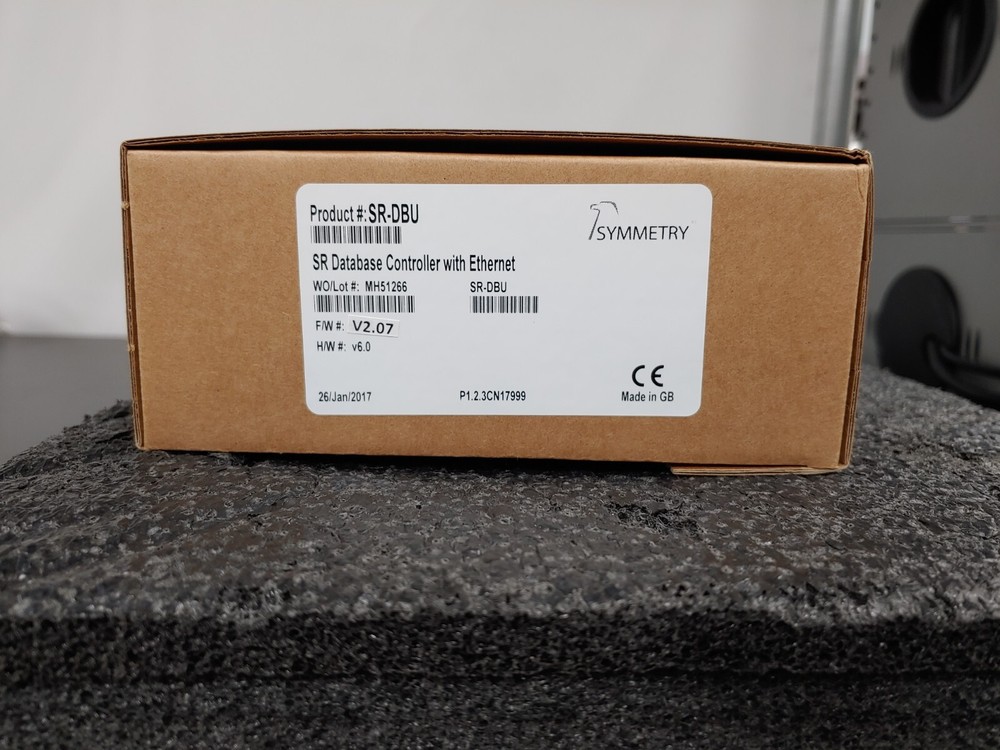 Product #: SR-DBU
SYMMETRY
SR Database Controller with Ethernet
WO/Lot #: MH51266 SR-DBU
F/W #: V2.07
H/W #: v6.0
CE
26/Jan/2017 P1.2.3CN17999 Made in GB